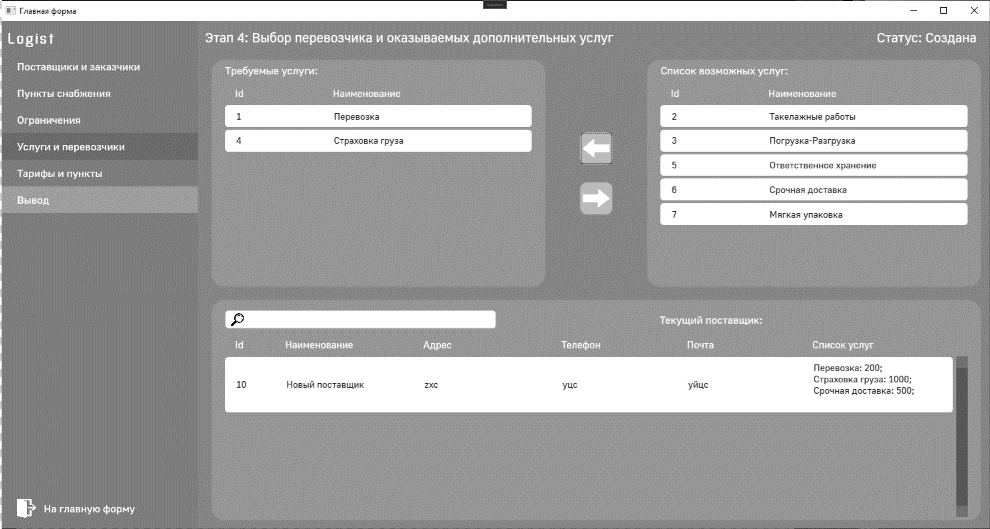 Главная форма
Logist
Этап 4: Выбор перевозчика и оказываемых дополнительных услуг
Статус: Создана
Поставщики и заказчики
Пункты снабжения
Ограничения
Услуги и перевозчики
Тарифы и пункты
Вывод
На главную форму
Требуемые услуги:
Id Наименование
1 Перевозка
4 Страховка груза
Список возможных услуг:
Id Наименование
2 Такелажные работы
3 Погрузка-Разгрузка
5 Ответственное хранение
6 Срочная доставка
7 Мягкая упаковка
Текущий поставщик:
Id Наименование Адрес Телефон Почта Список услуг
10 Новый поставщик zxc уцс уйцс
Перевозка: 200;
Страховка груза: 1000;
Срочная доставка: 500;